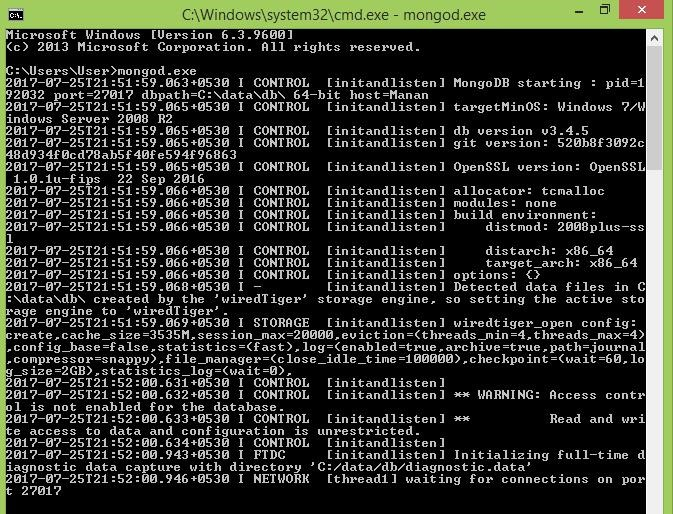 C:\Windows\system32\cmd.exe - mongod.exe
Microsoft Windows [Version 6.3.9600]
(c) 2013 Microsoft Corporation. All rights reserved.
C:\Users\User>mongod.exe
2017-07-25T21:51:59.063+0530 I CONTROL  [initandlisten] MongoDB starting : pid=1
92032 port=27017 dbpath=C:\data\db\ 64-bit host=Manan
2017-07-25T21:51:59.065+0530 I CONTROL  [initandlisten] targetMinOS: Windows 7/W
indows Server 2008 R2
2017-07-25T21:51:59.065+0530 I CONTROL  [initandlisten] db version v3.4.5
2017-07-25T21:51:59.065+0530 I CONTROL  [initandlisten] git version: 520b8f3092c
48d934f0cd78ab5f40fe594f96863
2017-07-25T21:51:59.065+0530 I CONTROL  [initandlisten] OpenSSL version: OpenSSL
 1.0.1u-fips  22 Sep 2016
2017-07-25T21:51:59.066+0530 I CONTROL  [initandlisten] allocator: tcmalloc
2017-07-25T21:51:59.066+0530 I CONTROL  [initandlisten] modules: none
2017-07-25T21:51:59.066+0530 I CONTROL  [initandlisten] build environment:
2017-07-25T21:51:59.066+0530 I CONTROL  [initandlisten]     distmod: 2008plus-ss
l
2017-07-25T21:51:59.066+0530 I CONTROL  [initandlisten]     distarch: x86_64
2017-07-25T21:51:59.066+0530 I CONTROL  [initandlisten]     target_arch: x86_64
2017-07-25T21:51:59.066+0530 I CONTROL  [initandlisten] options: {}
2017-07-25T21:51:59.068+0530 I -        [initandlisten] Detected data files in C
:\data\db\ created by the 'wiredTiger' storage engine, so setting the active sto
rage engine to 'wiredTiger'.
2017-07-25T21:51:59.069+0530 I STORAGE  [initandlisten] wiredtiger_open config:
create,cache_size=3535M,session_max=20000,eviction=(threads_min=4,threads_max=4)
,config_base=false,statistics=(fast),log=(enabled=true,archive=true,path=journal
,compressor=snappy),file_manager=(close_idle_time=100000),checkpoint=(wait=60,lo
g_size=2GB),statistics_log=(wait=0),
2017-07-25T21:52:00.631+0530 I CONTROL  [initandlisten]
2017-07-25T21:52:00.632+0530 I CONTROL  [initandlisten] ** WARNING: Access contr
ol is not enabled for the database.
2017-07-25T21:52:00.633+0530 I CONTROL  [initandlisten] **          Read and wri
te access to data and configuration is unrestricted.
2017-07-25T21:52:00.634+0530 I CONTROL  [initandlisten]
2017-07-25T21:52:00.943+0530 I FTDC     [initandlisten] Initializing full-time d
iagnostic data capture with directory 'C:/data/db/diagnostic.data'
2017-07-25T21:52:00.946+0530 I NETWORK  [thread1] waiting for connections on por
t 27017